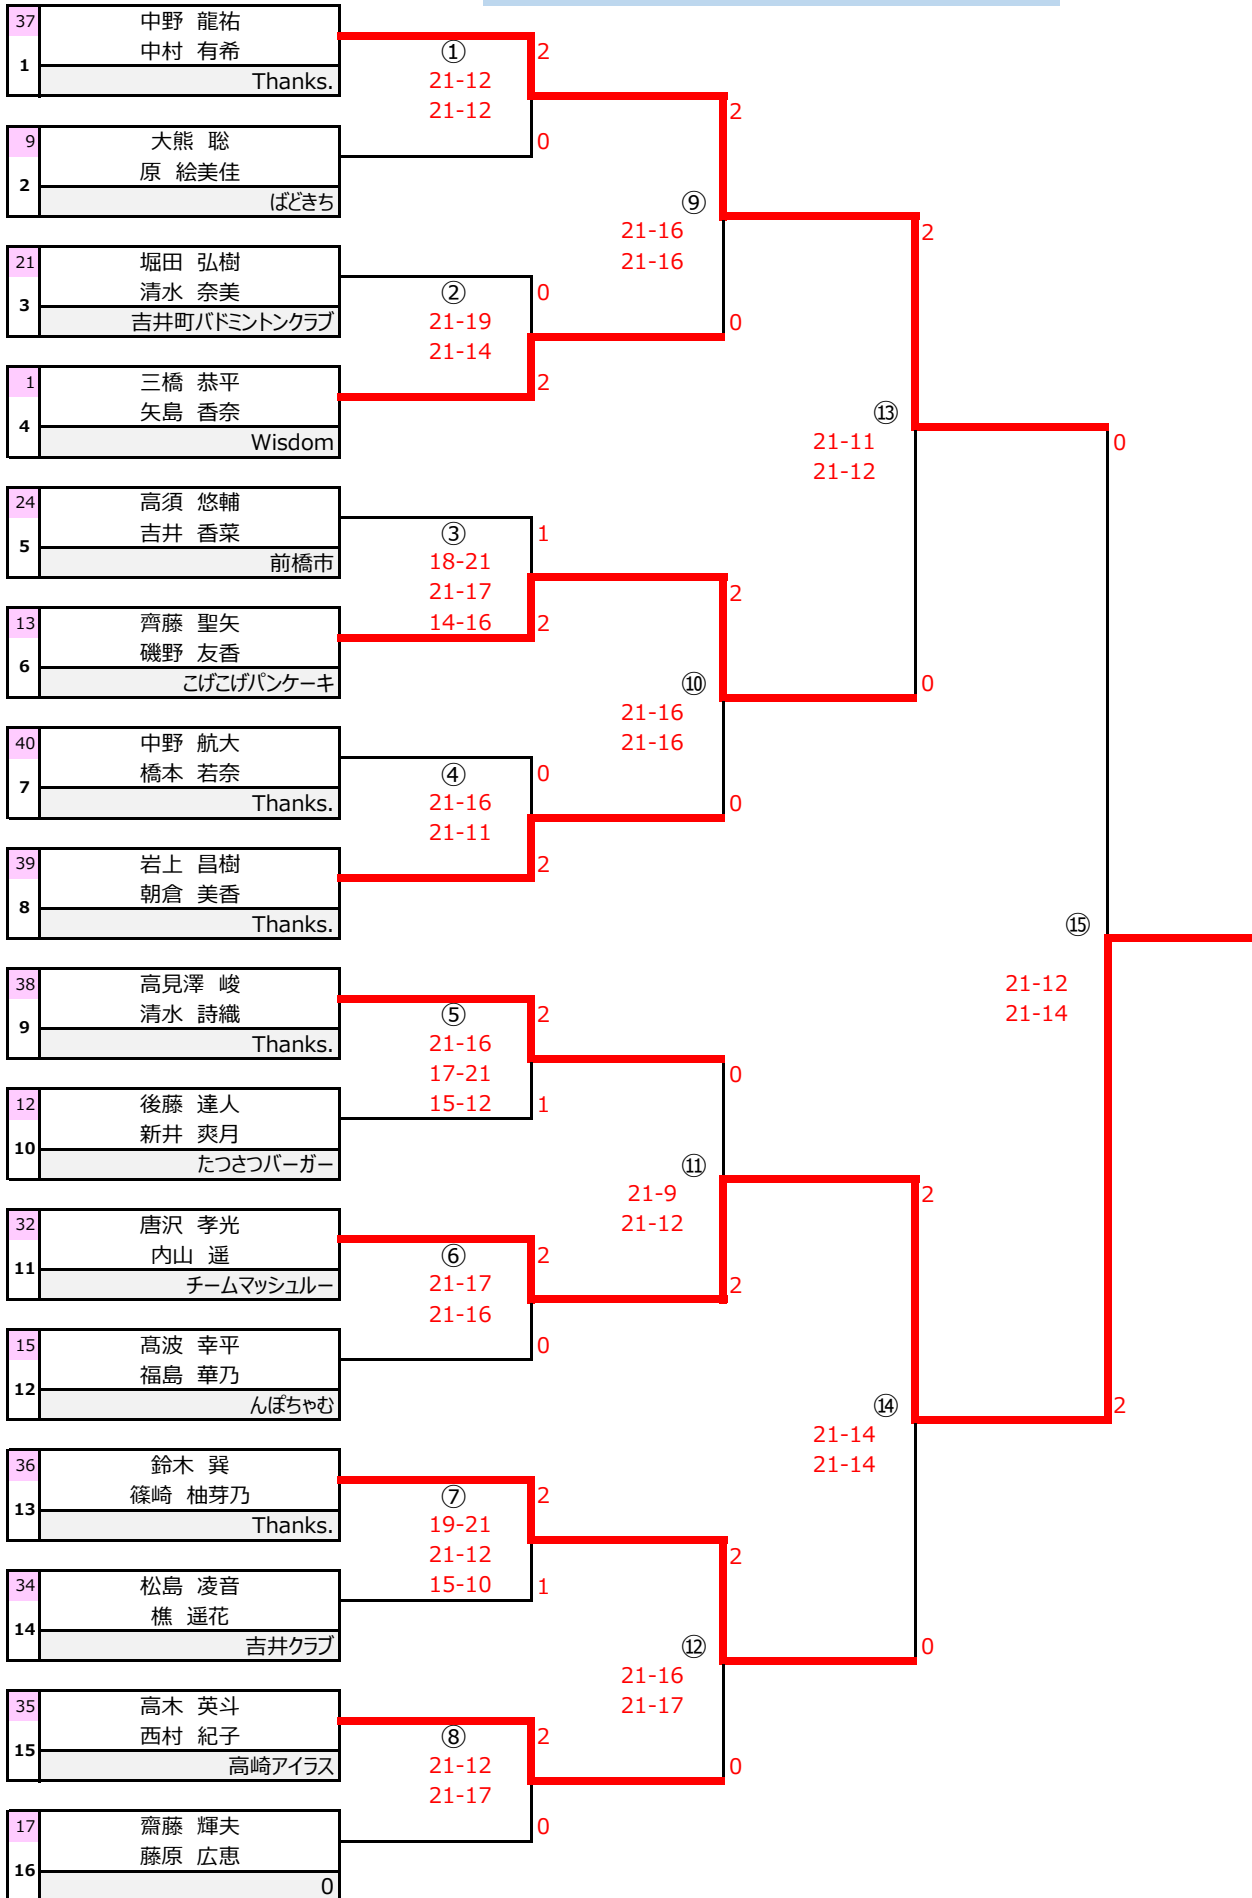 37
中野 龍祐
中村 有希
1
Thanks.
①
21-12
21-12
2
0
9
大熊 聡
原 絵美佳
2
ばどきち
2
⑨
21-16
21-16
0
2
21
堀田 弘樹
清水 奈美
3
吉井町バドミントンクラブ
②
21-19
21-14
0
2
1
三橋 恭平
矢島 香奈
4
Wisdom
⑬
21-11
21-12
0
24
高須 悠輔
吉井 香菜
5
前橋市
③
18-21
21-17
14-16
1
2
13
齊藤 聖矢
磯野 友香
6
こげこげパンケーキ
2
⑩
21-16
21-16
0
0
40
中野 航大
橋本 若奈
7
Thanks.
④
21-16
21-11
0
2
39
岩上 昌樹
朝倉 美香
8
Thanks.
⑮
21-12
21-14
38
高見澤 峻
清水 詩織
9
Thanks.
⑤
21-16
17-21
15-12
2
1
12
後藤 達人
新井 爽月
10
たつさつバーガー
0
⑪
21-9
21-12
2
2
32
唐沢 孝光
内山 遥
11
チームマッシュルー
⑥
21-17
21-16
2
0
15
髙波 幸平
福島 華乃
12
んぽちゃむ
⑭
21-14
21-14
2
36
鈴木 巽
篠崎 柚芽乃
13
Thanks.
⑦
19-21
21-12
15-10
2
1
34
松島 凌音
樵 遥花
14
吉井クラブ
2
⑫
21-16
21-17
0
0
35
高木 英斗
西村 紀子
15
高崎アイラス
⑧
21-12
21-17
2
0
17
齋藤 輝夫
藤原 広恵
16
0